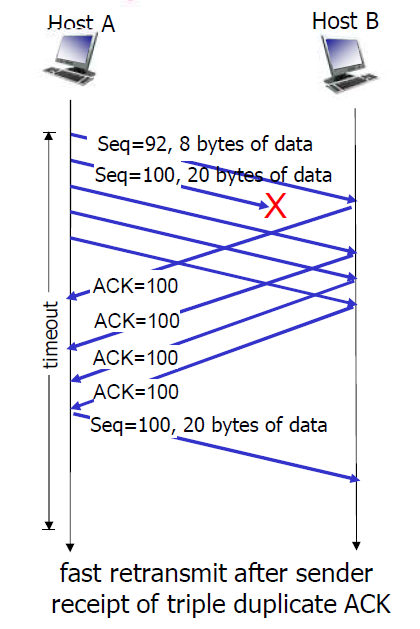 Host A
Host B
Seq=92, 8 bytes of data
Seq=100, 20 bytes of data
X
ACK=100
ACK=100
ACK=100
ACK=100
timeout
Seq=100, 20 bytes of data
fast retransmit after sender
receipt of triple duplicate ACK